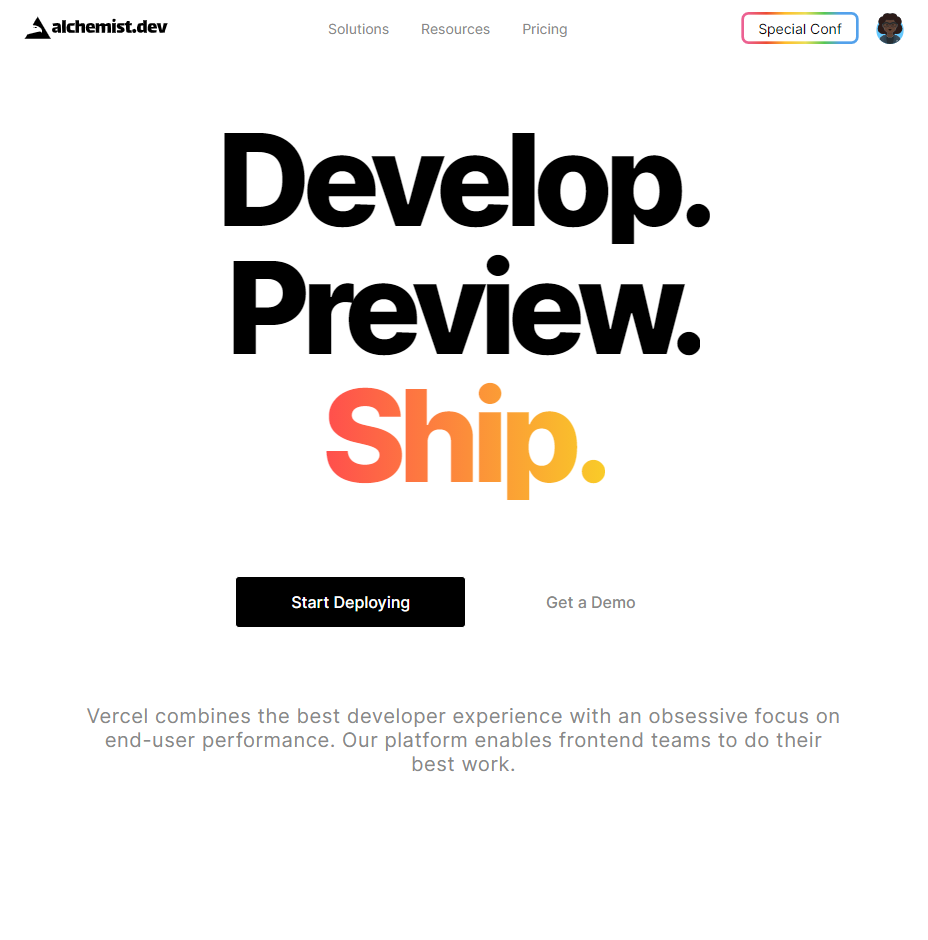 alchemist.dev
Solutions
Resources
Pricing
Special Conf
Develop.
Preview.
Ship.
Start Deploying
Get a Demo
Vercel combines the best developer experience with an obsessive focus on
end-user performance. Our platform enables frontend teams to do their
best work.